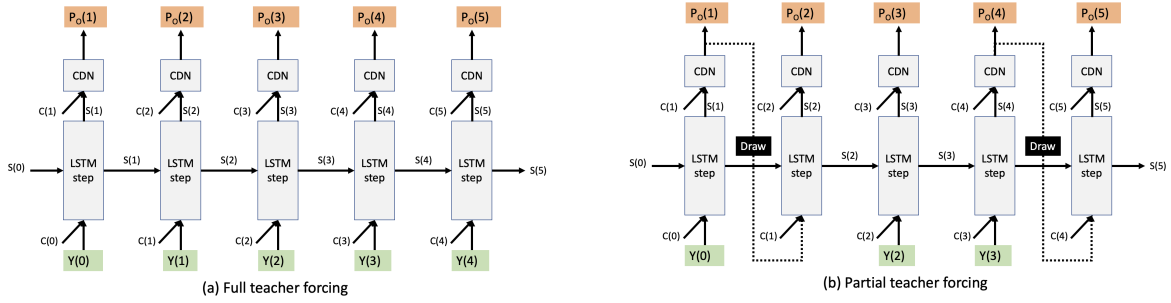 P_O(1) P_O(2) P_O(3) P_O(4) P_O(5)
CDN CDN CDN CDN CDN
C(1) S(1) C(2) S(2) C(3) S(3) C(4) S(4) C(5) S(5)
S(0) LSTM step S(1) LSTM step S(2) LSTM step S(3) LSTM step S(4) LSTM step S(5)
C(0) C(1) C(2) C(3) C(4)
Y(0) Y(1) Y(2) Y(3) Y(4)
(a) Full teacher forcing
P_O(1) P_O(2) P_O(3) P_O(4) P_O(5)
CDN CDN CDN CDN CDN
C(1) S(1) C(2) S(2) C(3) S(3) C(4) S(4) C(5) S(5)
Draw Draw
S(0) LSTM step LSTM step S(2) LSTM step S(3) LSTM step LSTM step S(5)
C(0) C(1) C(2) C(3) C(4)
Y(0) Y(2) Y(3)
(b) Partial teacher forcing